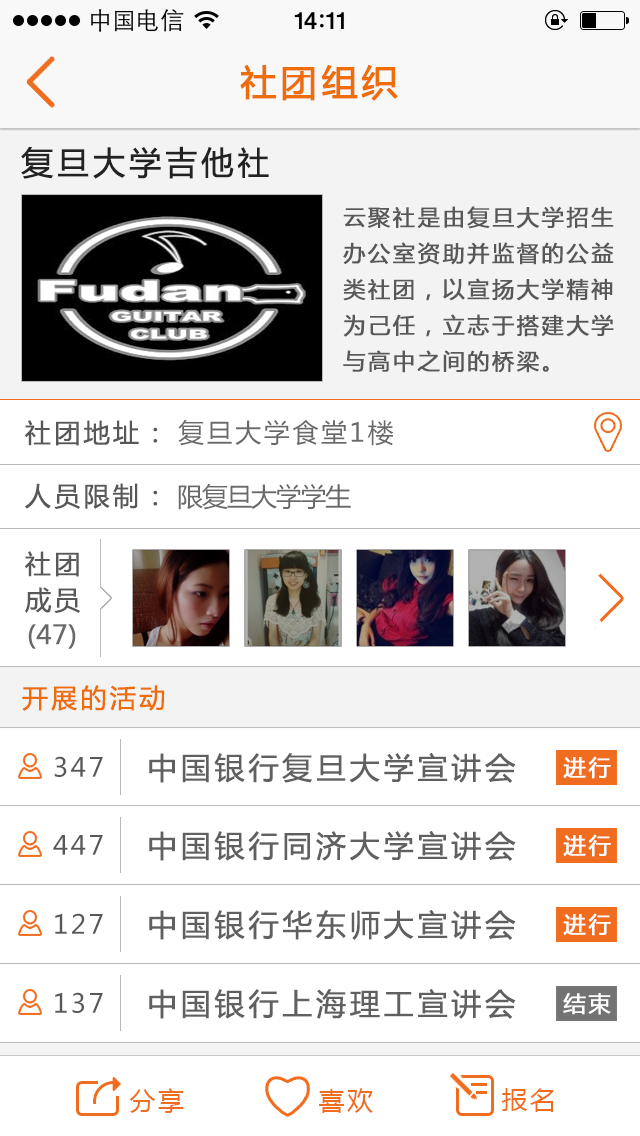 中国电信 14:11
社团组织
复旦大学吉他社
Fudan
GUITAR
CLUB
云聚社是由复旦大学招生
办公室资助并监督的公益
类社团，以宣扬大学精神
为己任，立志于搭建大学
与高中之间的桥梁。
社团地址： 复旦大学食堂1楼
人员限制： 限复旦大学学生
社团
成员
(47)
开展的活动
347 中国银行复旦大学宣讲会 进行
447 中国银行同济大学宣讲会 进行
127 中国银行华东师大宣讲会 进行
137 中国银行上海理工宣讲会 结束
分享 喜欢 报名